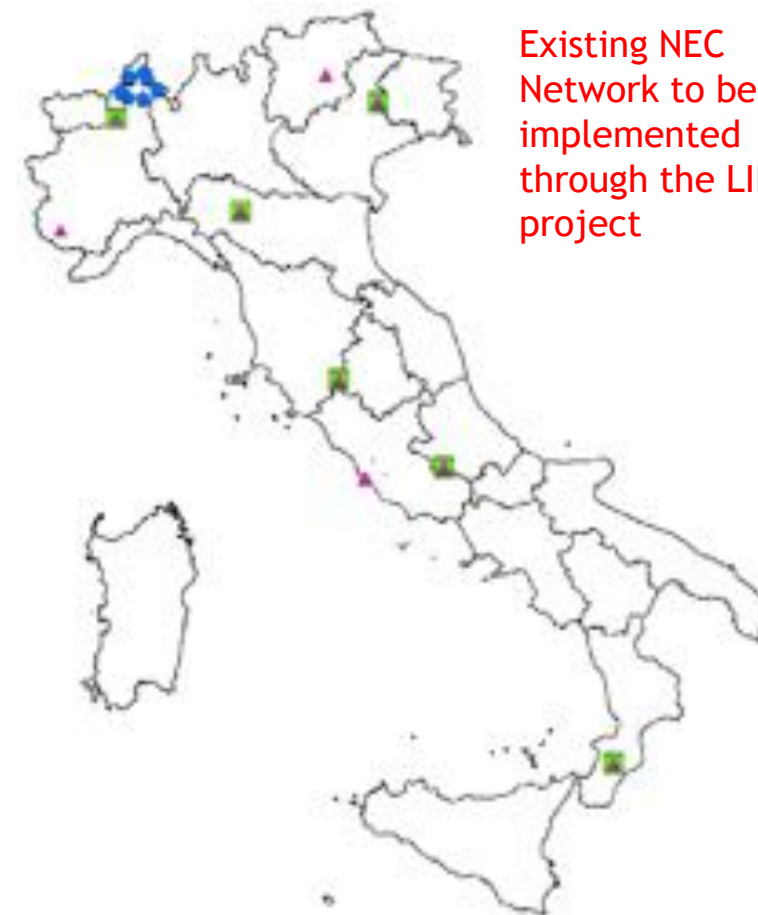 Existing NEC
Network to be
implemented
through the
project